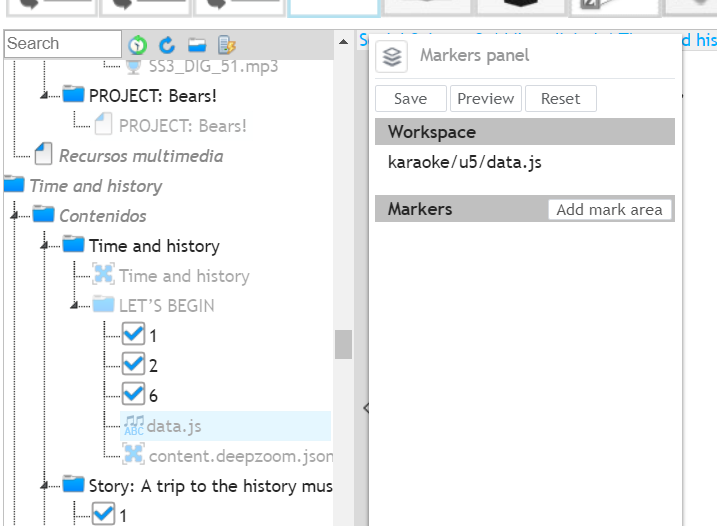 Search
SS3_DIG_51.mp3
PROJECT: Bears!
PROJECT: Bears!
Recursos multimedia
Time and history
Contenidos
Time and history
Time and history
LET'S BEGIN
1
2
6
data.js
ABC
content.deepzoom.json
Story: A trip to the history mus
1
d his
Markers panel
Save
Preview
Reset
Workspace
karaoke/u5/data.js
Markers
Add mark area